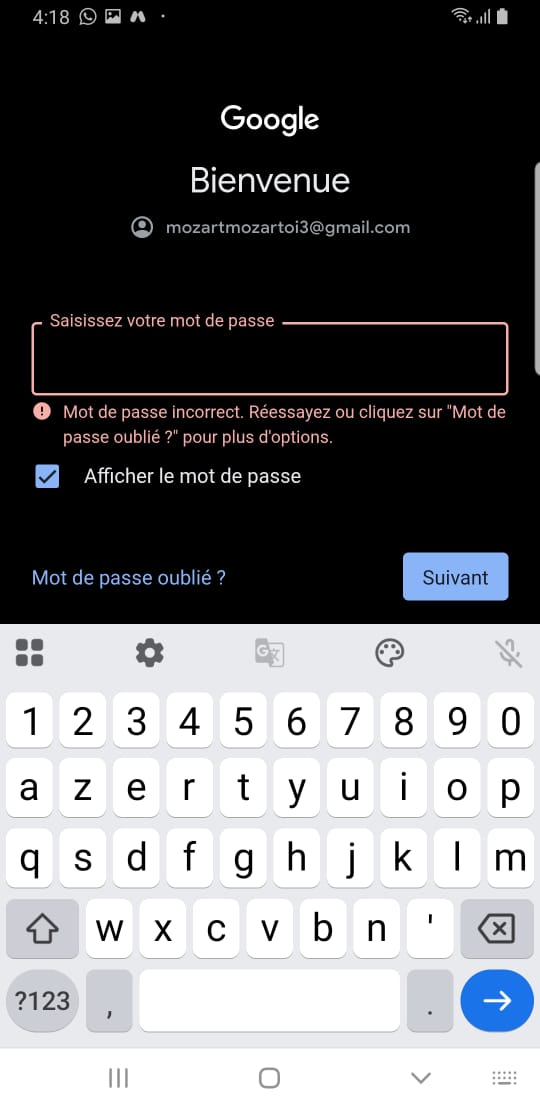 4:18
Google
Bienvenue
mozartmozartoi3@gmail.com
Saisissez votre mot de passe
Mot de passe incorrect. Réessayez ou cliquez sur "Mot de
passe oublié ?" pour plus d'options.
Afficher le mot de passe
Mot de passe oublié ? Suivant
1 2 3 4 5 6 7 8 9 0
a z e r t y u i o p
q s d f g h j k l m
w x c v b n '
?123 , .